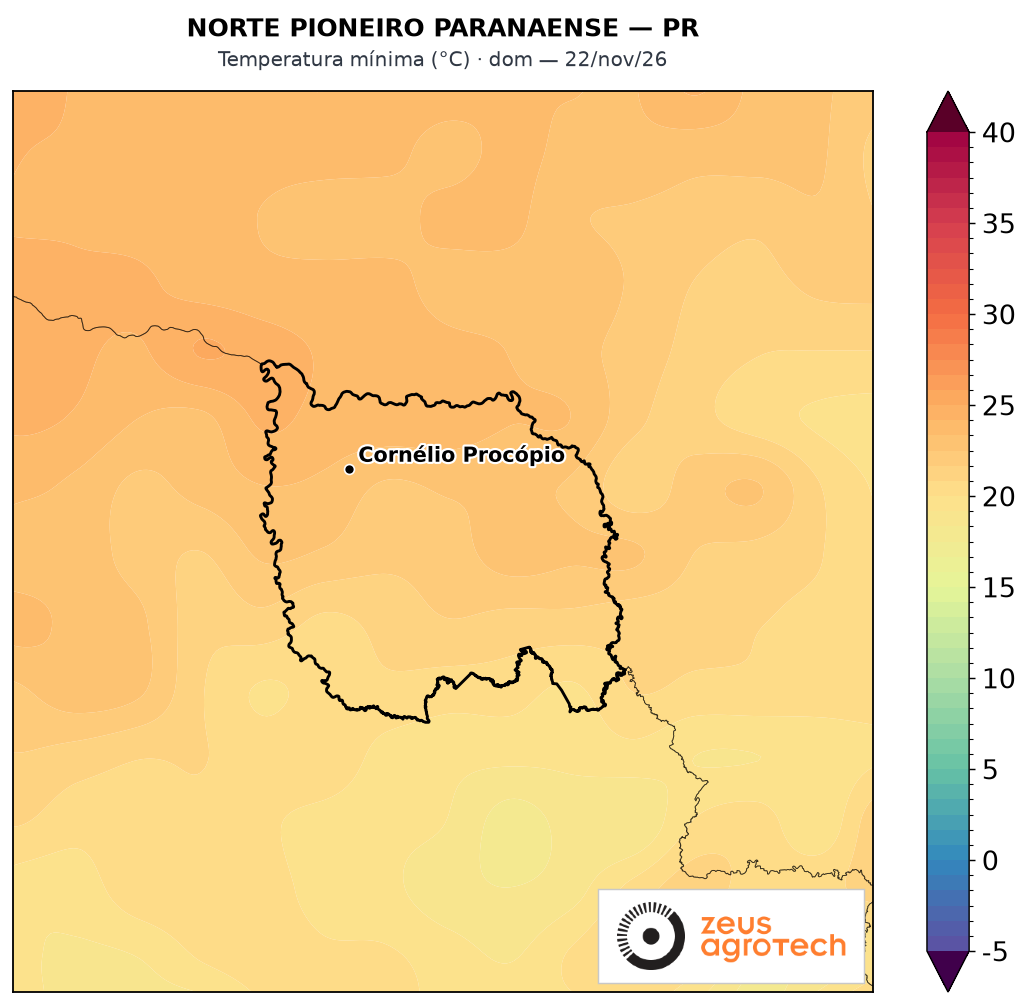 NORTE PIONEIRO PARANAENSE — PR
Temperatura mínima (°C) · dom — 22/nov/26
40
35
30
25
20
15
10
5
0
-5
Cornélio Procópio
zeus
agrotech